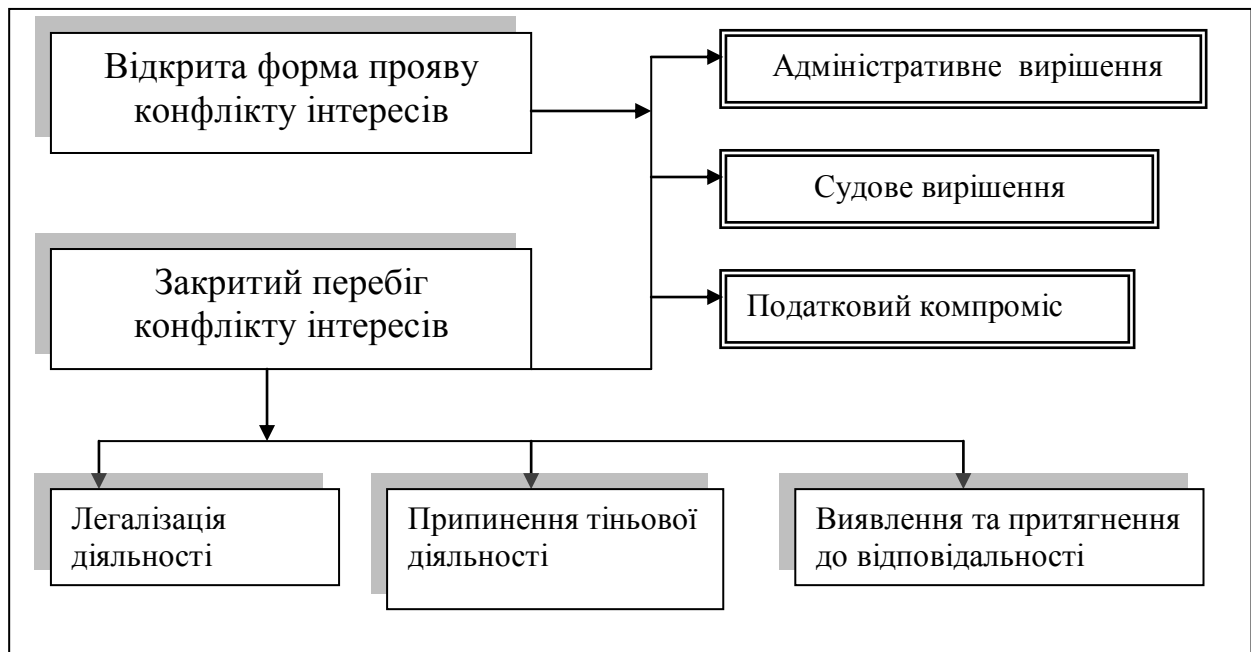 Відкрита форма прояву
конфлікту інтересів
Адміністративне вирішення
Судове вирішення
Закритий перебіг
конфлікту інтересів
Податковий компроміс
Легалізація
діяльності
Припинення тіньової
діяльності
Виявлення та притягнення
до відповідальності